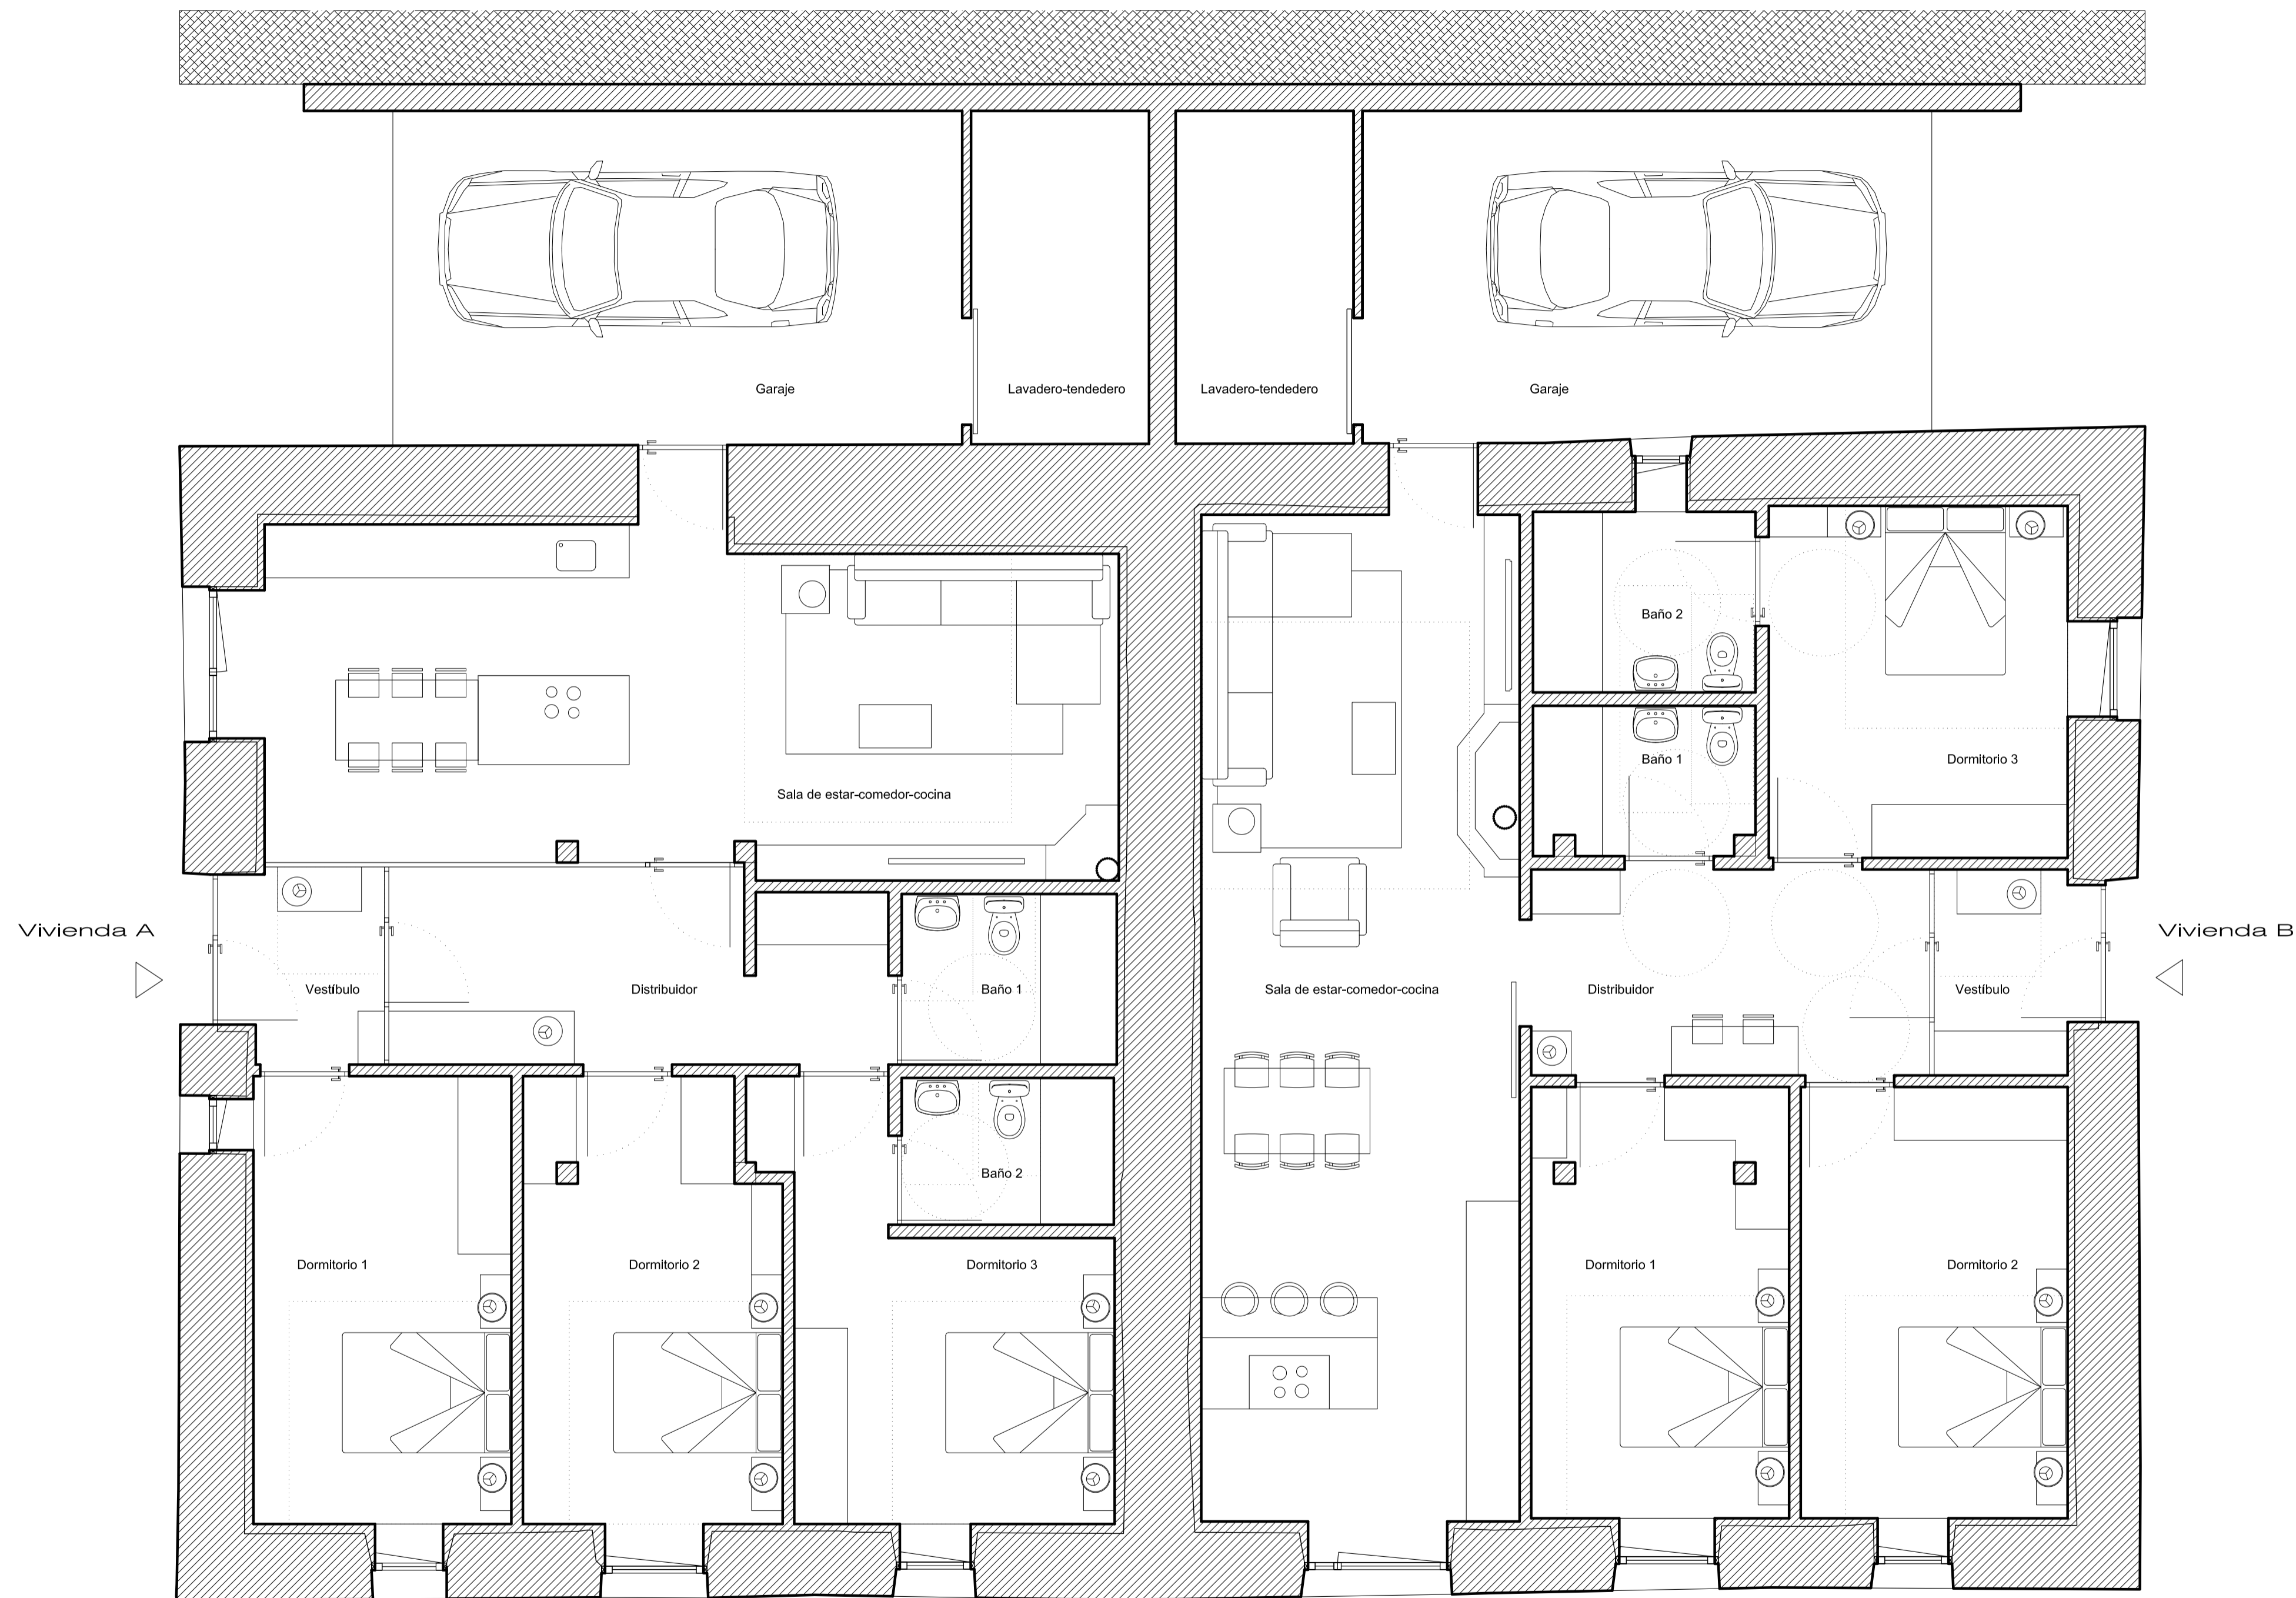 Garaje
Lavadero-tendedero
Lavadero-tendedero
Garaje
Baño 2
Baño 1
Dormitorio 3
Sala de estar-comedor-cocina
Vivienda A
Vivienda B
Vestíbulo
Distribuidor
Baño 1
Sala de estar-comedor-cocina
Distribuidor
Vestíbulo
Baño 2
Dormitorio 1
Dormitorio 2
Dormitorio 3
Dormitorio 1
Dormitorio 2